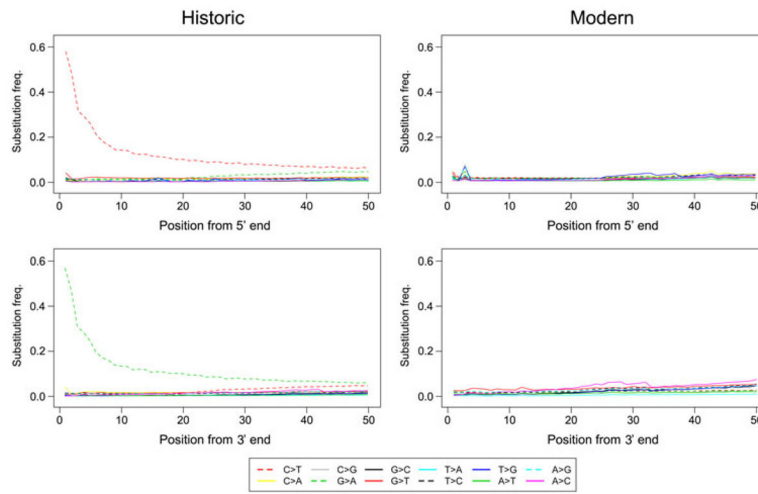 Historic Modern
Substitution freq.
0.6
0.4
0.2
0.0
0 10 20 30 40 50
Position from 5’ end
Substitution freq.
0.6
0.4
0.2
0.0
0 10 20 30 40 50
Position from 5’ end
Substitution freq.
0.6
0.4
0.2
0.0
0 10 20 30 40 50
Position from 3’ end
Substitution freq.
0.6
0.4
0.2
0.0
0 10 20 30 40 50
Position from 3’ end
C>T C>G G>C T>A T>G A>G
C>A G>A G>T T>C A>T A>C